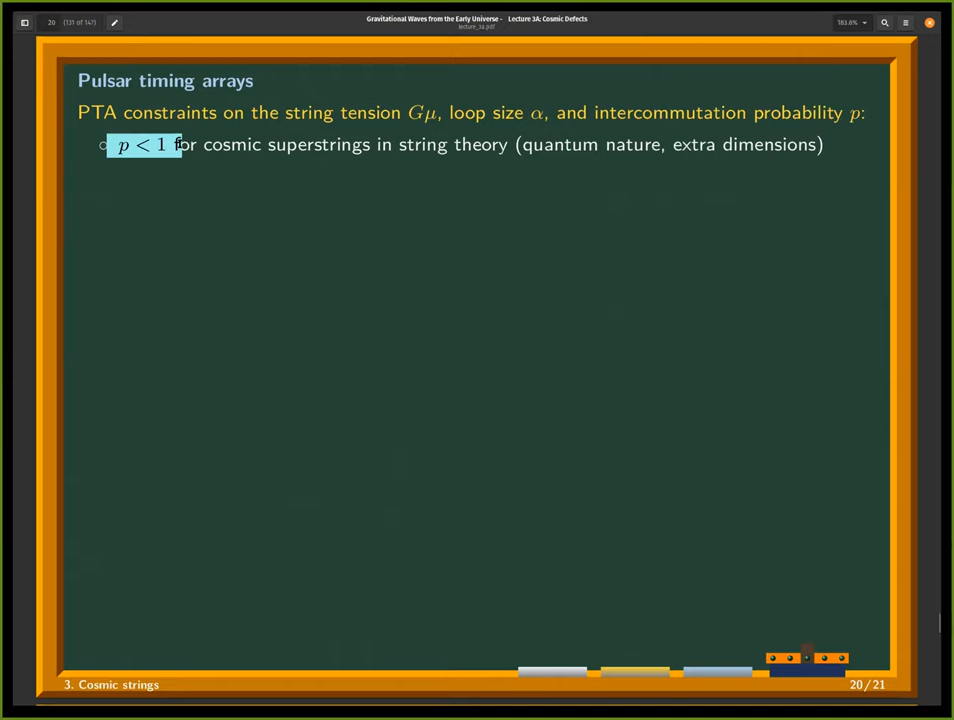 20 (131 of 147)
Gravitational Waves from the Early Universe - Lecture 3A: Cosmic Defects
lecture_3a.pdf
183.6%
Pulsar timing arrays
PTA constraints on the string tension Gμ, loop size α, and intercommutation probability p:
○ p < 1 for cosmic superstrings in string theory (quantum nature, extra dimensions)
3. Cosmic strings
20/21